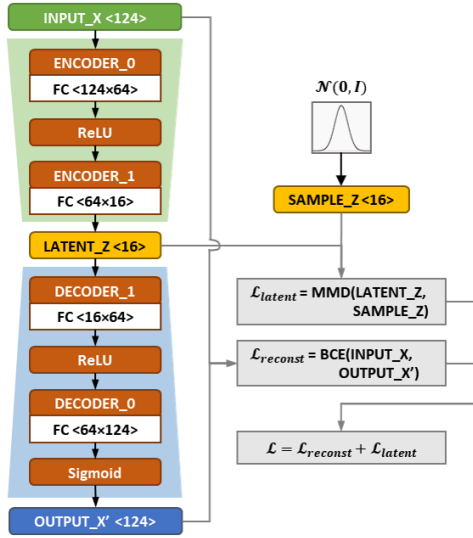 INPUT_X <124>
ENCODER_0
FC <124×64>
ReLU
ENCODER_1
FC <64×16>
LATENT_Z <16>
DECODER_1
FC <16×64>
ReLU
DECODER_0
FC <64×124>
Sigmoid
OUTPUT_X’ <124>
𝒩(0, I)
SAMPLE_Z <16>
ℒlatent = MMD(LATENT_Z,
SAMPLE_Z)
ℒreconst = BCE(INPUT_X,
OUTPUT_X’)
ℒ = ℒreconst + ℒlatent